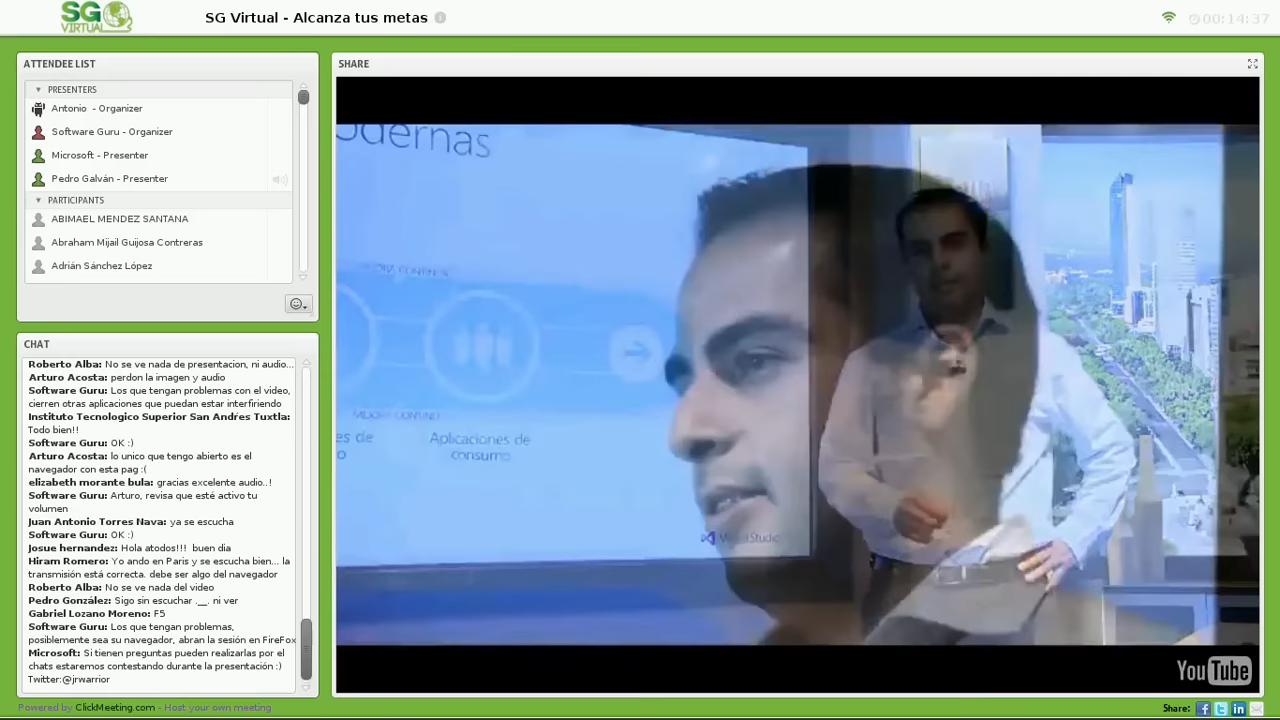 SG
VIRTUAL
SG Virtual - Alcanza tus metas
00:14:37
ATTENDEE LIST
PRESENTERS
Antonio - Organizer
Software Guru - Organizer
Microsoft - Presenter
Pedro Galván - Presenter
PARTICIPANTS
ABIMAEL MENDEZ SANTANA
Abraham Mijail Guijosa Contreras
Adrián Sánchez López
CHAT
Roberto Alba: No se ve nada de presentacion, ni audio...
Arturo Acosta: perdon la imagen y audio
Software Guru: Los que tengan problemas con el video,
cierren otras aplicaciones que puedan estar interfiriendo
Instituto Tecnologico Superior San Andres Tuxtla:
Todo bien!!
Software Guru: OK :)
Arturo Acosta: lo unico que tengo abierto es el
navegador con esta pag :(
elizabeth morante bula: gracias excelente audio..!
Software Guru: Arturo, revisa que esté activo tu
volumen
Juan Antonio Torres Nava: ya se escucha
Software Guru: OK :)
Josue hernandez: Hola atodos!!! buen dia
Hiram Romero: Yo ando en Paris y se escucha bien... la
transmisión está correcta. debe ser algo del navegador
Roberto Alba: No se ve nada del video
Pedro González: Sigo sin escuchar .__. ni ver
Gabriel Lozano Moreno: F5
Software Guru: Los que tengan problemas,
posiblemente sea su navegador, abran la sesión en FireFox
Microsoft: Si tienen preguntas pueden realizarlas por el
chats estaremos contestando durante la presentación :)
Twitter:@jrwarrior
SHARE
odernas
MEJORA CONTINUA
es de
o
Aplicaciones de
consumo
Visual Studio
YouTube
Powered by ClickMeeting.com - Host your own meeting
Share: